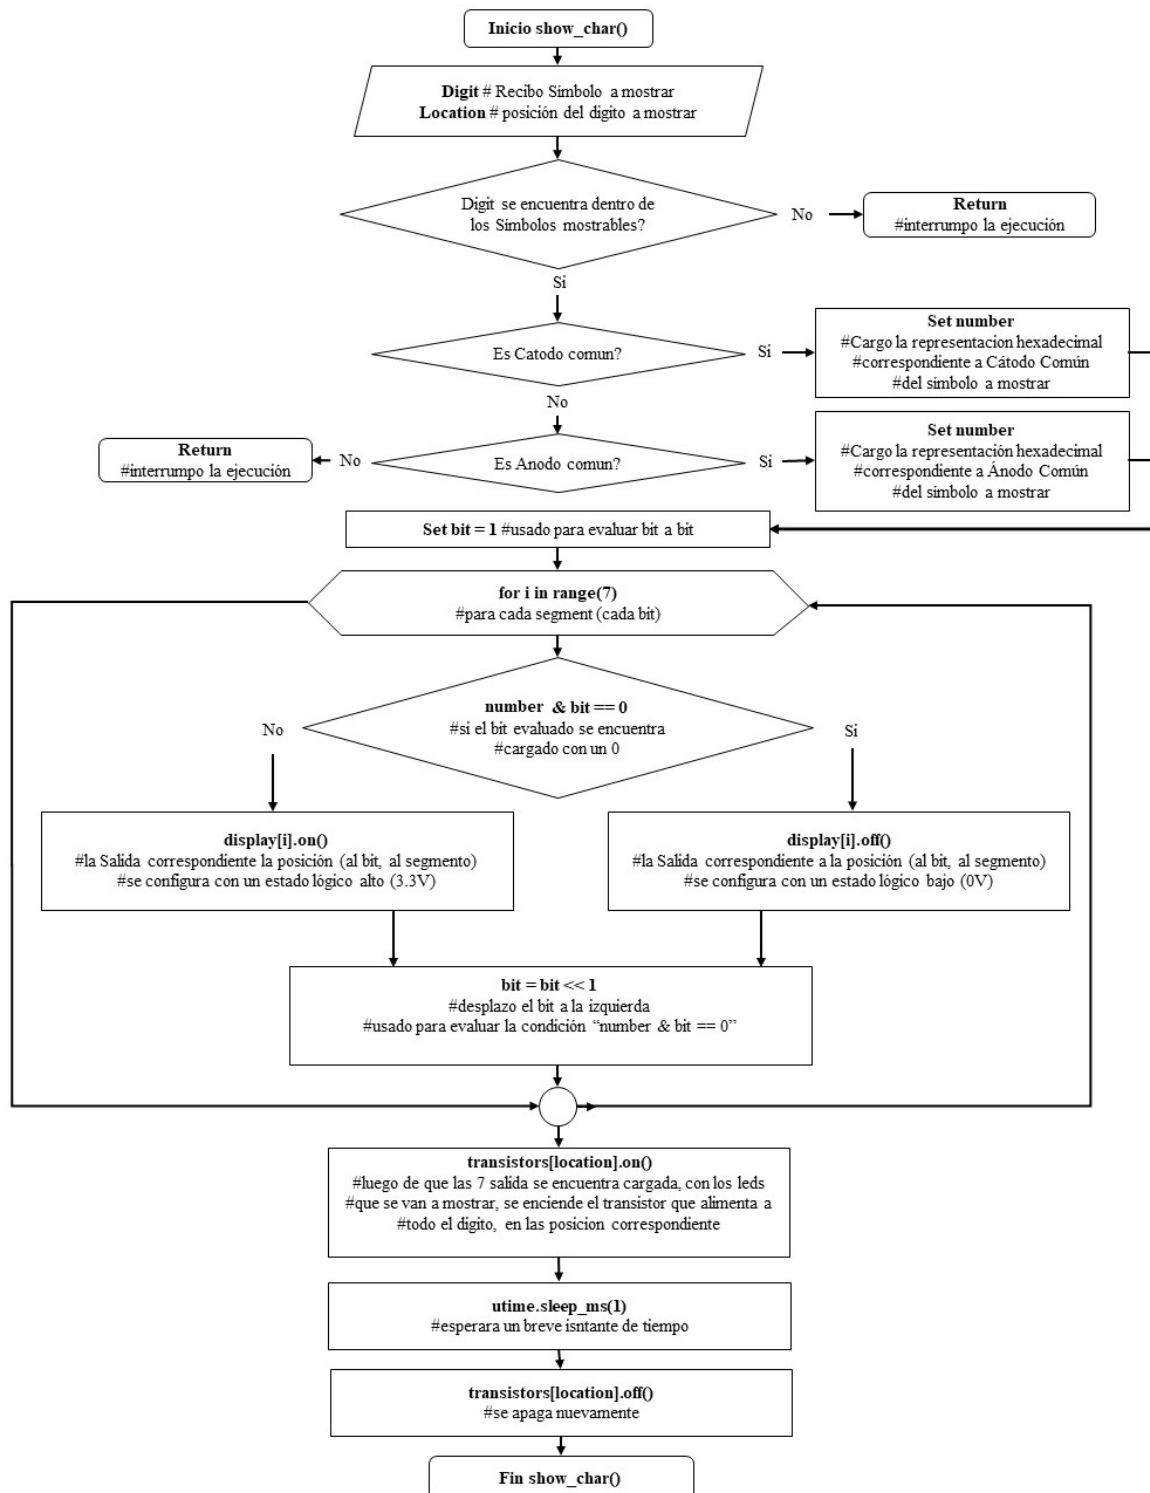 Inicio show_char()
Digit # Recibo Simbolo a mostrar
Location # posición del digito a mostrar
Digit se encuentra dentro de
los Simbolos mostrables?
No
Return
#interrumpo la ejecución
Si
Es Catodo comun?
Si
Set number
#Cargo la representacion hexadecimal
#correspondiente a Cátodo Común
#del simbolo a mostrar
No
Return
#interrumpo la ejecución
No
Es Anodo comun?
Si
Set number
#Cargo la representación hexadecimal
#correspondiente a Ánodo Común
#del simbolo a mostrar
Set bit = 1 #usado para evaluar bit a bit
for i in range(7)
#para cada segment (cada bit)
number & bit == 0
#si el bit evaluado se encuentra
#cargado con un 0
No
Si
display[i].on()
#la Salida correspondiente la posición (al bit, al segmento)
#se configura con un estado lógico alto (3.3V)
display[i].off()
#la Salida correspondiente a la posición (al bit, al segmento)
#se configura con un estado lógico bajo (0V)
bit = bit << 1
#desplazo el bit a la izquierda
#usado para evaluar la condición “number & bit == 0”
transistors[location].on()
#luego de que las 7 salida se encuentra cargada, con los leds
#que se van a mostrar, se enciende el transistor que alimenta a
#todo el digito, en las posicion correspondiente
utime.sleep_ms(1)
#esperara un breve isntante de tiempo
transistors[location].off()
#se apaga nuevamente
Fin show_char()